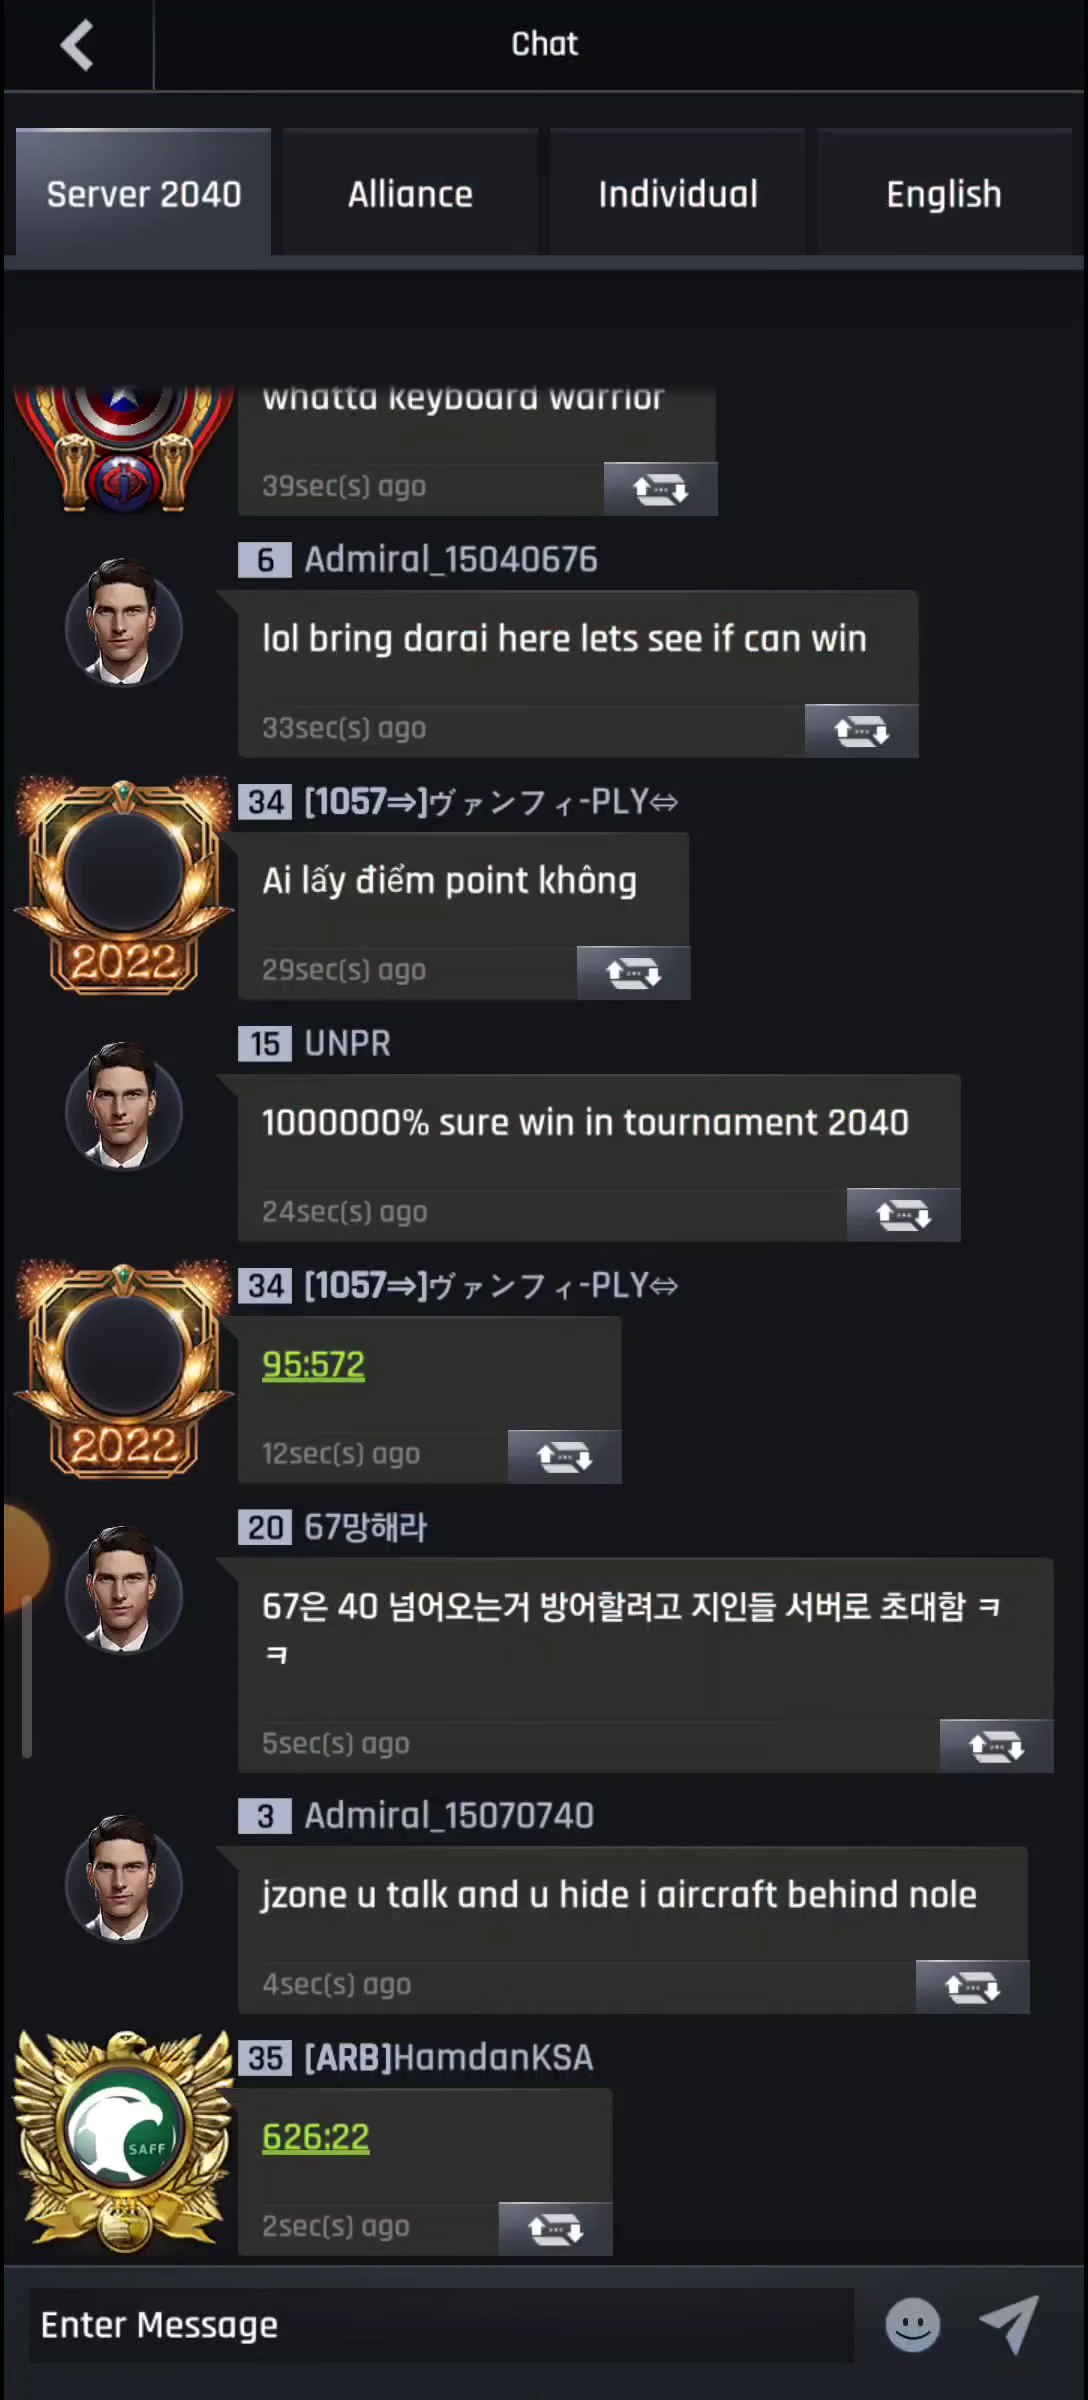 Chat
Server 2040
Alliance
Individual
English
whatta keyboard warrior
39sec(s) ago
6 Admiral_15040676
lol bring darai here lets see if can win
33sec(s) ago
34 [1057⇒]ヴァンフィ-PLY⇔
Ai lấy điểm point không
29sec(s) ago
2022
15 UNPR
1000000% sure win in tournament 2040
24sec(s) ago
34 [1057⇒]ヴァンフィ-PLY⇔
95:572
12sec(s) ago
2022
20 67망해라
67은 40 넘어오는거 방어할려고 지인들 서버로 초대함 ㅋ
ㅋ
5sec(s) ago
3 Admiral_15070740
jzone u talk and u hide i aircraft behind nole
4sec(s) ago
35 [ARB]HamdanKSA
626:22
SAFF
2sec(s) ago
Enter Message